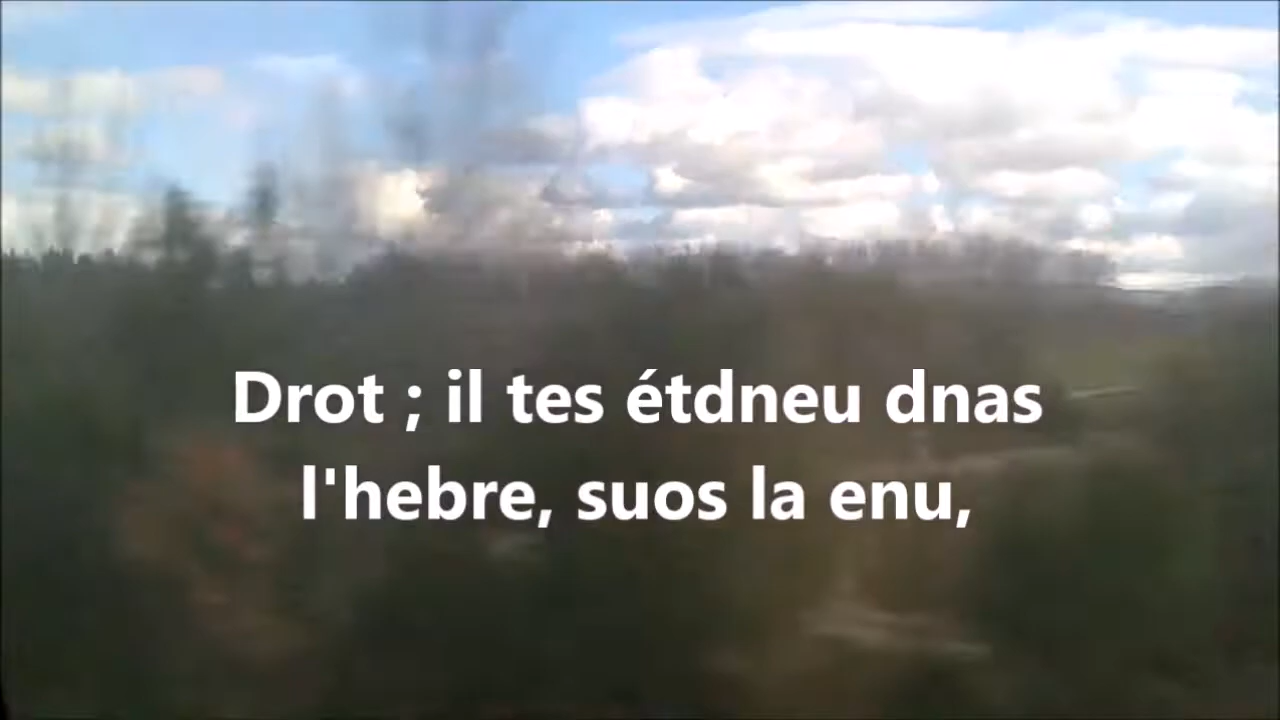 Drot ; il tes étdneu dnas
l'hebre, suos la enu,